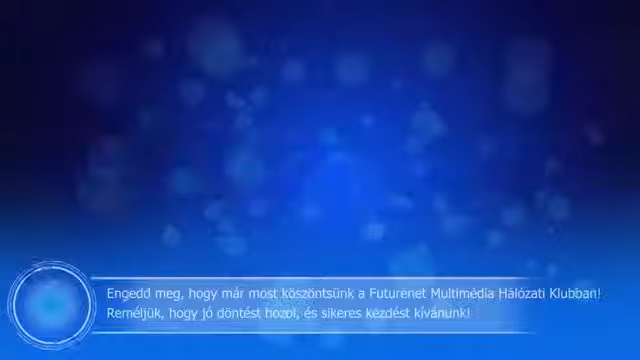 Engedd meg, hogy már most köszöntsünk a Futurenet Multimédia Hálózati Klubban!
Reméljük, hogy jó döntést hozol, és sikeres kezdést kívánunk!